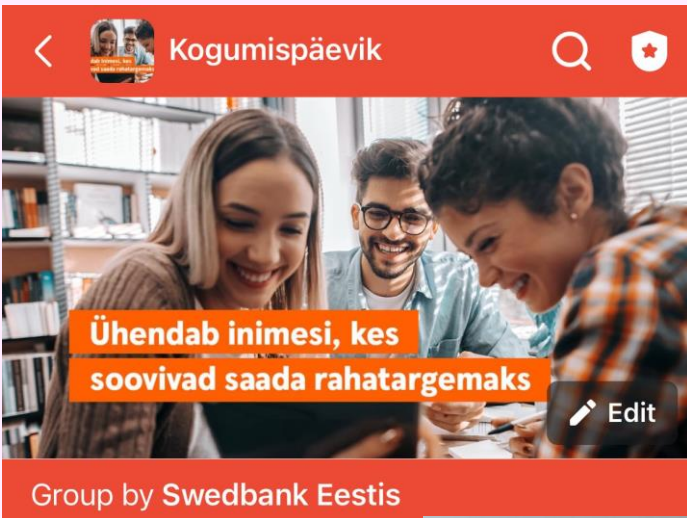 Kogumispäevik
Ühendab inimesi, kes
soovivad saada rahatargemaks
Edit
Group by Swedbank Eestis